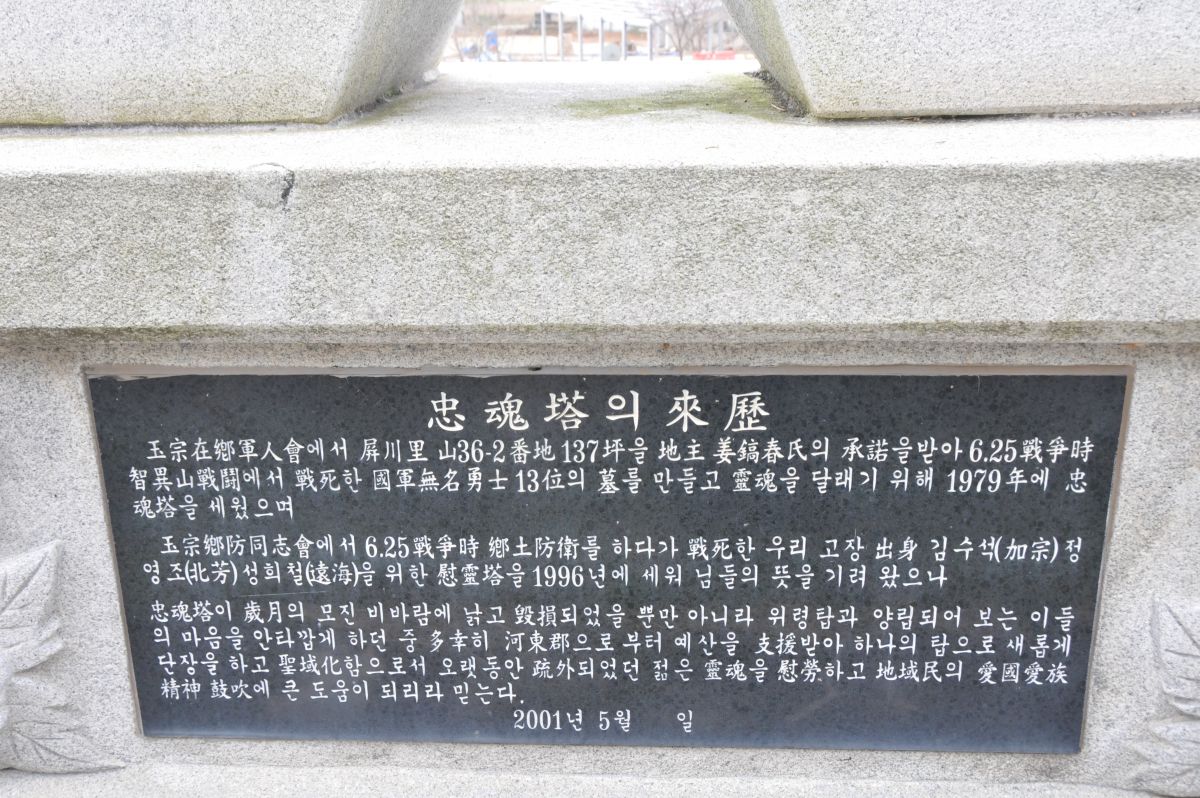 忠魂塔의 來歷
玉宗在鄕軍人會에서 屛川里 山36-2番地 137坪을 地主 姜鎬春氏의 承諾을받아 6.25戰爭時
智異山戰鬪에서 戰死한 國軍無名勇士 13位의 墓를 만들고 靈魂을 달래기 위해 1979年에 忠
魂塔을 세웠으며
玉宗鄕防同志會에서 6.25戰爭時 鄕土防衛를 하다가 戰死한 우리 고장 出身 김수석(加宗)정
영조(北芳)성희철(遠海)을 위한 慰靈塔을 1996년에 세워 님들의 뜻을 기려 왔으나
忠魂塔이 歲月의 모진 비바람에 낡고 毁損되었을 뿐만 아니라 위령탑과 양립되어 보는 이들
의 마음을 안타깝게 하던 중 多幸히 河東郡으로 부터 예산을 支援받아 하나의 탑으로 새롭게
단장을 하고 聖域化함으로서 오랫동안 疏外되었던 젊은 靈魂을 慰勞하고 地域民의 愛國愛族
精神 鼓吹에 큰 도움이 되리라 믿는다.
2001년 5월 일